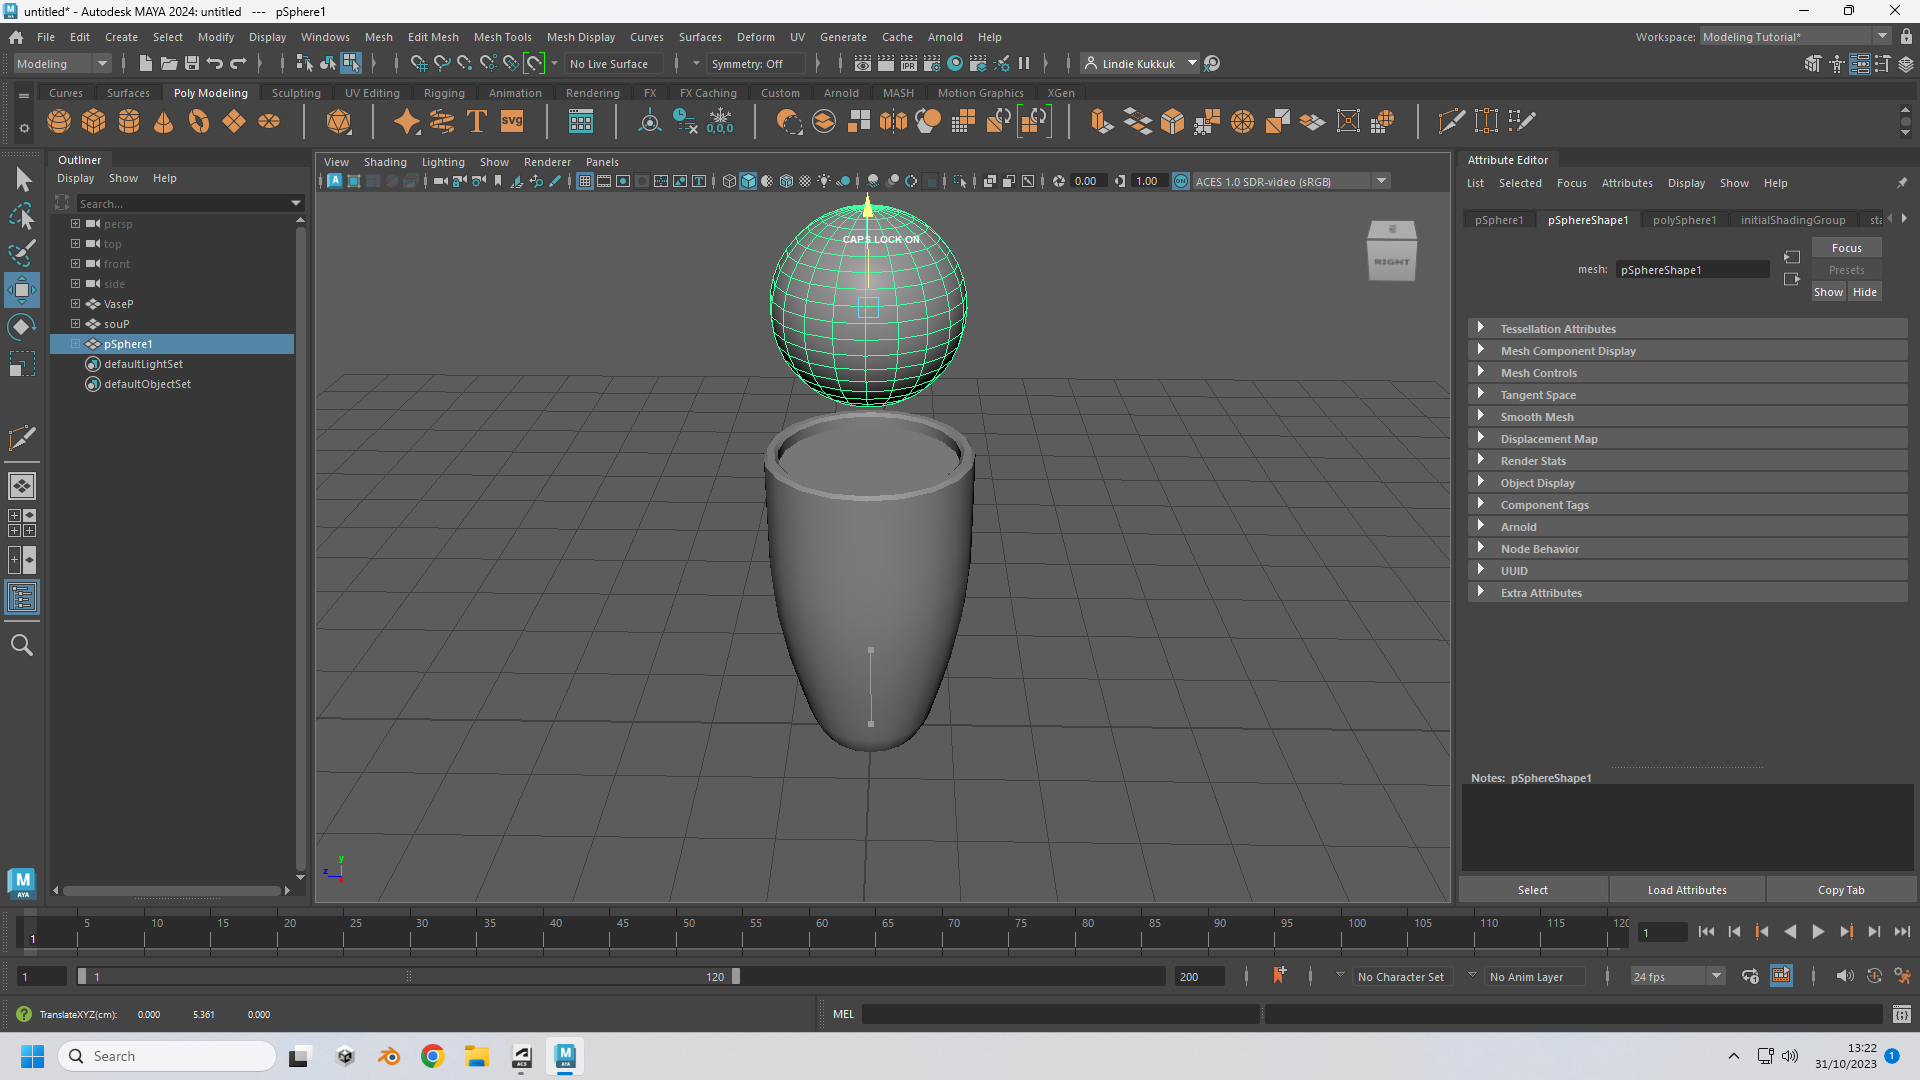 untitled* - Autodesk MAYA 2024: untitled --- pSphere1
File Edit Create Select Modify Display Windows Mesh Edit Mesh Mesh Tools Mesh Display Curves Surfaces Deform UV Generate Cache Arnold Help
Workspace: Modeling Tutorial*
Modeling
No Live Surface
Symmetry: Off
Lindie Kukkuk
Curves Surfaces Poly Modeling Sculpting UV Editing Rigging Animation Rendering FX FX Caching Custom Arnold MASH Motion Graphics XGen
SVG
0,0,0
IPR
Outliner
Display Show Help
Search...
persp
top
front
side
VaseP
souP
pSphere1
defaultLightSet
defaultObjectSet
View Shading Lighting Show Renderer Panels
0.00
1.00
ON
ACES 1.0 SDR-video (sRGB)
CAPS LOCK ON
RIGHT
y
z
Attribute Editor
List Selected Focus Attributes Display Show Help
pSphere1 pSphereShape1 polySphere1 initialShadingGroup sta
mesh: pSphereShape1
Focus
Presets
Show Hide
Tessellation Attributes
Mesh Component Display
Mesh Controls
Tangent Space
Smooth Mesh
Displacement Map
Render Stats
Object Display
Component Tags
Arnold
Node Behavior
UUID
Extra Attributes
Notes: pSphereShape1
Select Load Attributes Copy Tab
M
AYA
5 10 15 20 25 30 35 40 45 50 55 60 65 70 75 80 85 90 95 100 105 110 115 120
1
1
1
1
120
200
No Character Set
No Anim Layer
24 fps
TranslateXYZ(cm): 0.000 5.361 0.000
MEL
Search
13:22
31/10/2023
1